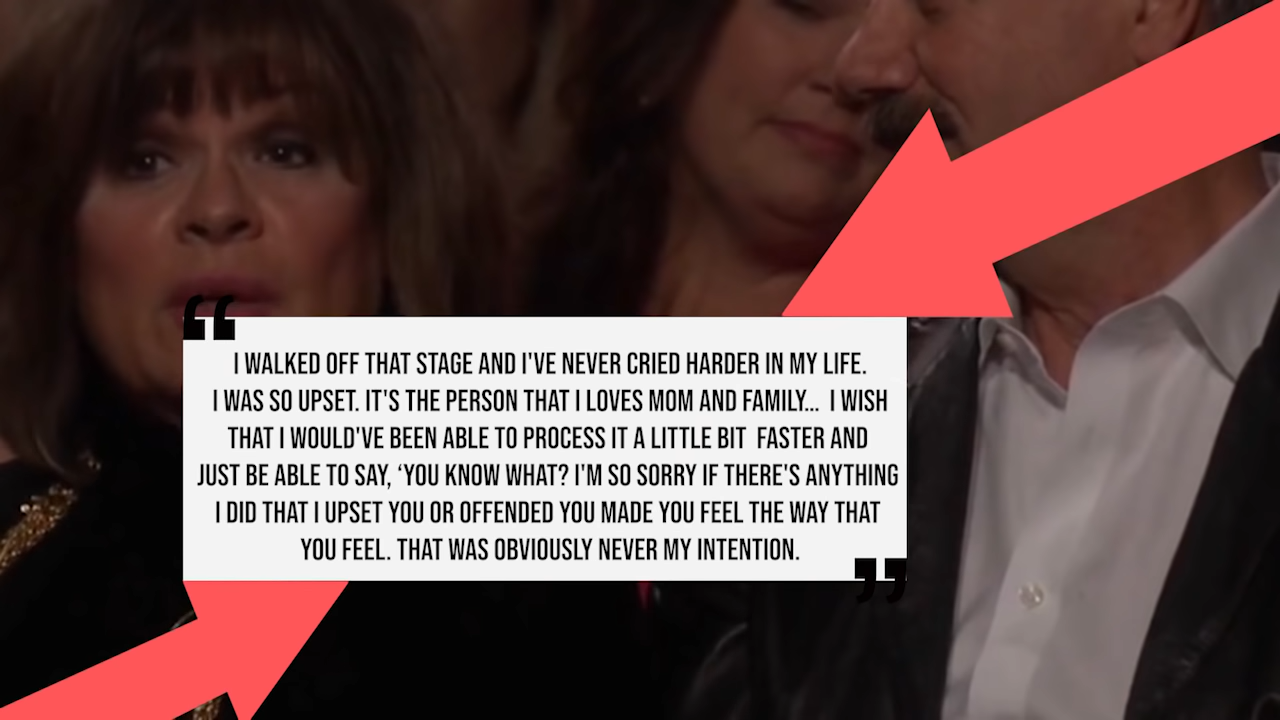 “
I WALKED OFF THAT STAGE AND I'VE NEVER CRIED HARDER IN MY LIFE.
I WAS SO UPSET. IT'S THE PERSON THAT I LOVES MOM AND FAMILY... I WISH
THAT I WOULD'VE BEEN ABLE TO PROCESS IT A LITTLE BIT FASTER AND
JUST BE ABLE TO SAY, ‘YOU KNOW WHAT? I'M SO SORRY IF THERE'S ANYTHING
I DID THAT I UPSET YOU OR OFFENDED YOU MADE YOU FEEL THE WAY THAT
YOU FEEL. THAT WAS OBVIOUSLY NEVER MY INTENTION.
”